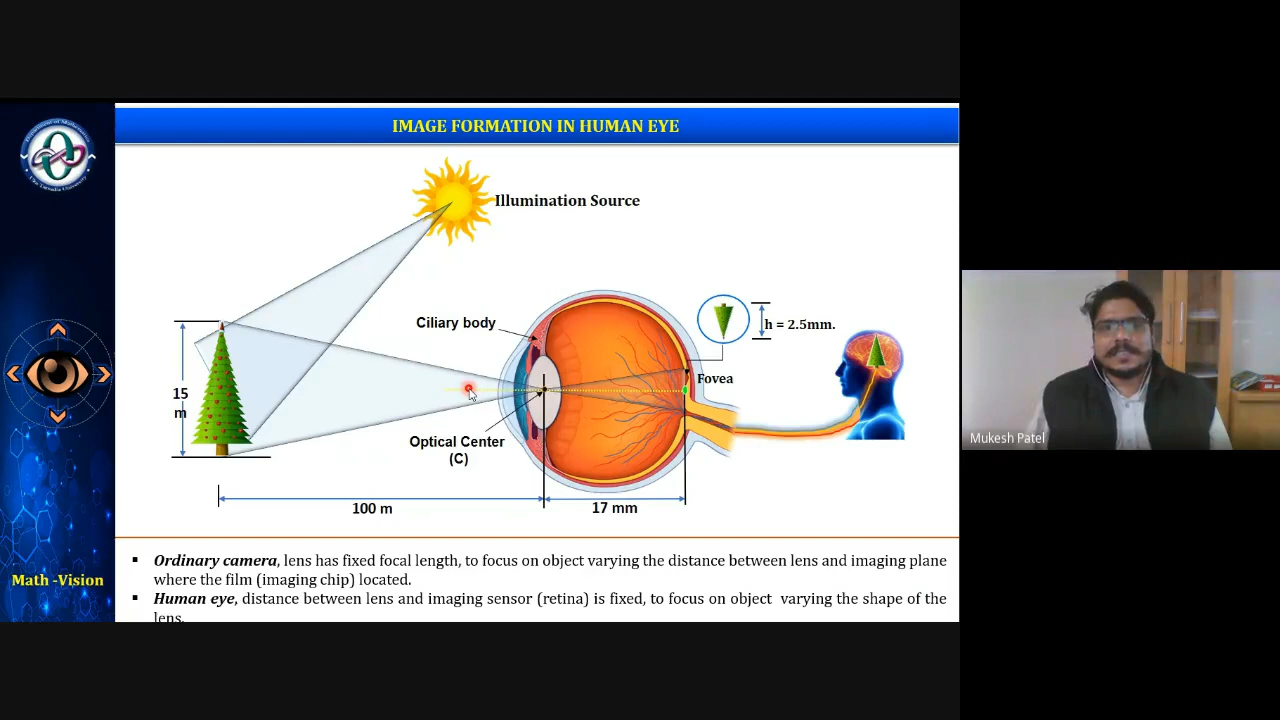 IMAGE FORMATION IN HUMAN EYE
Illumination Source
Ciliary body
h = 2.5mm.
Fovea
15
m
Optical Center
(C)
100 m
17 mm
Mukesh Patel
▪ Ordinary camera, lens has fixed focal length, to focus on object varying the distance between lens and imaging plane
where the film (imaging chip) located.
▪ Human eye, distance between lens and imaging sensor (retina) is fixed, to focus on object varying the shape of the
lens.
Math -Vision